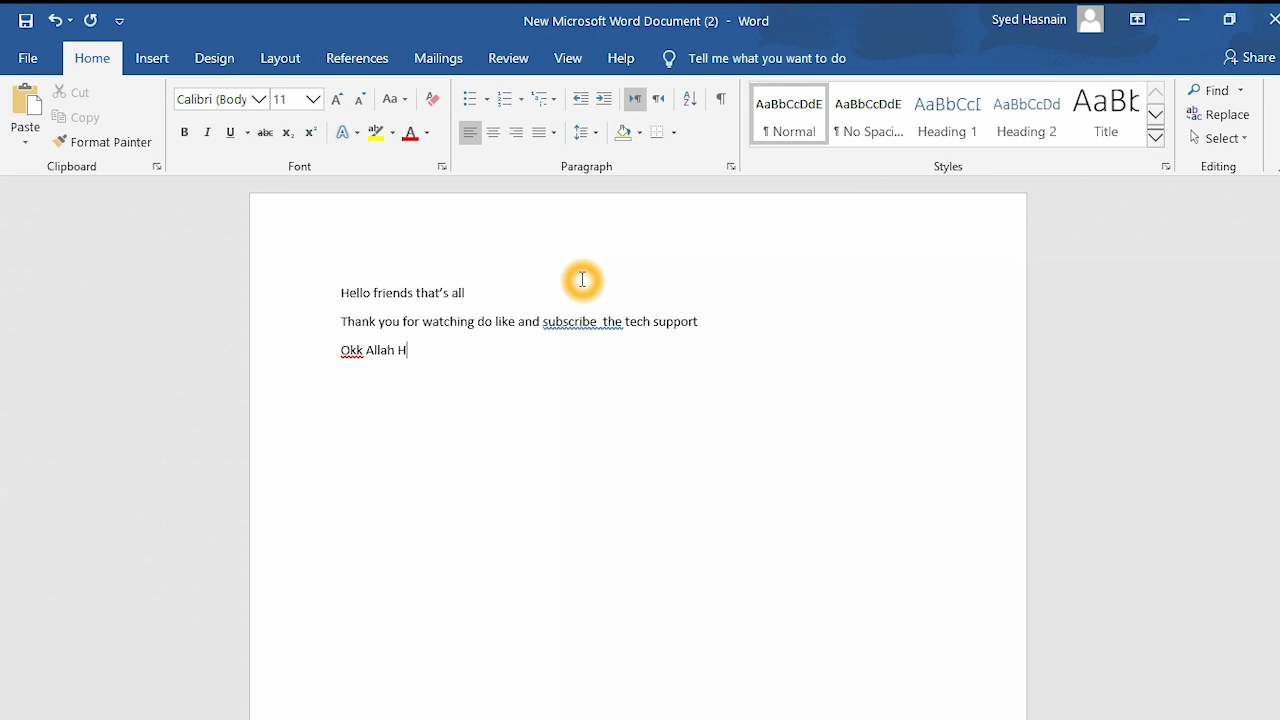 New Microsoft Word Document (2) - Word
Syed Hasnain
File Home Insert Design Layout References Mailings Review View Help Tell me what you want to do Share
Paste
Cut
Copy
Format Painter
Clipboard
Calibri (Body 11
Font
Paragraph
AaBbCcDdE AaBbCcDdE AaBbCcI AaBbCcDd AaBk
¶ Normal ¶ No Spaci... Heading 1 Heading 2 Title
Styles
Find
Replace
Select
Editing
Hello friends that's all
Thank you for watching do like and subscribe  the tech support
Okk Allah H